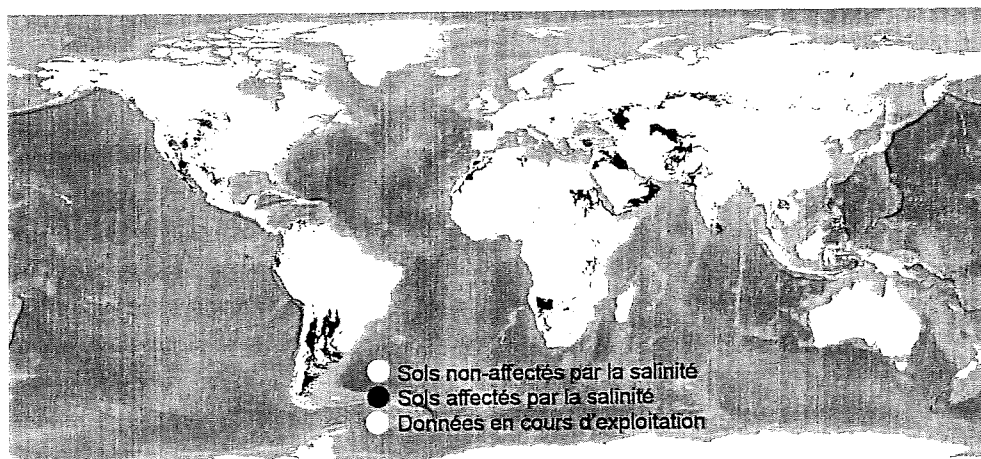 Sols non-affectés par la salinité
Sols affectés par la salinité
Données en cours d'exploitation